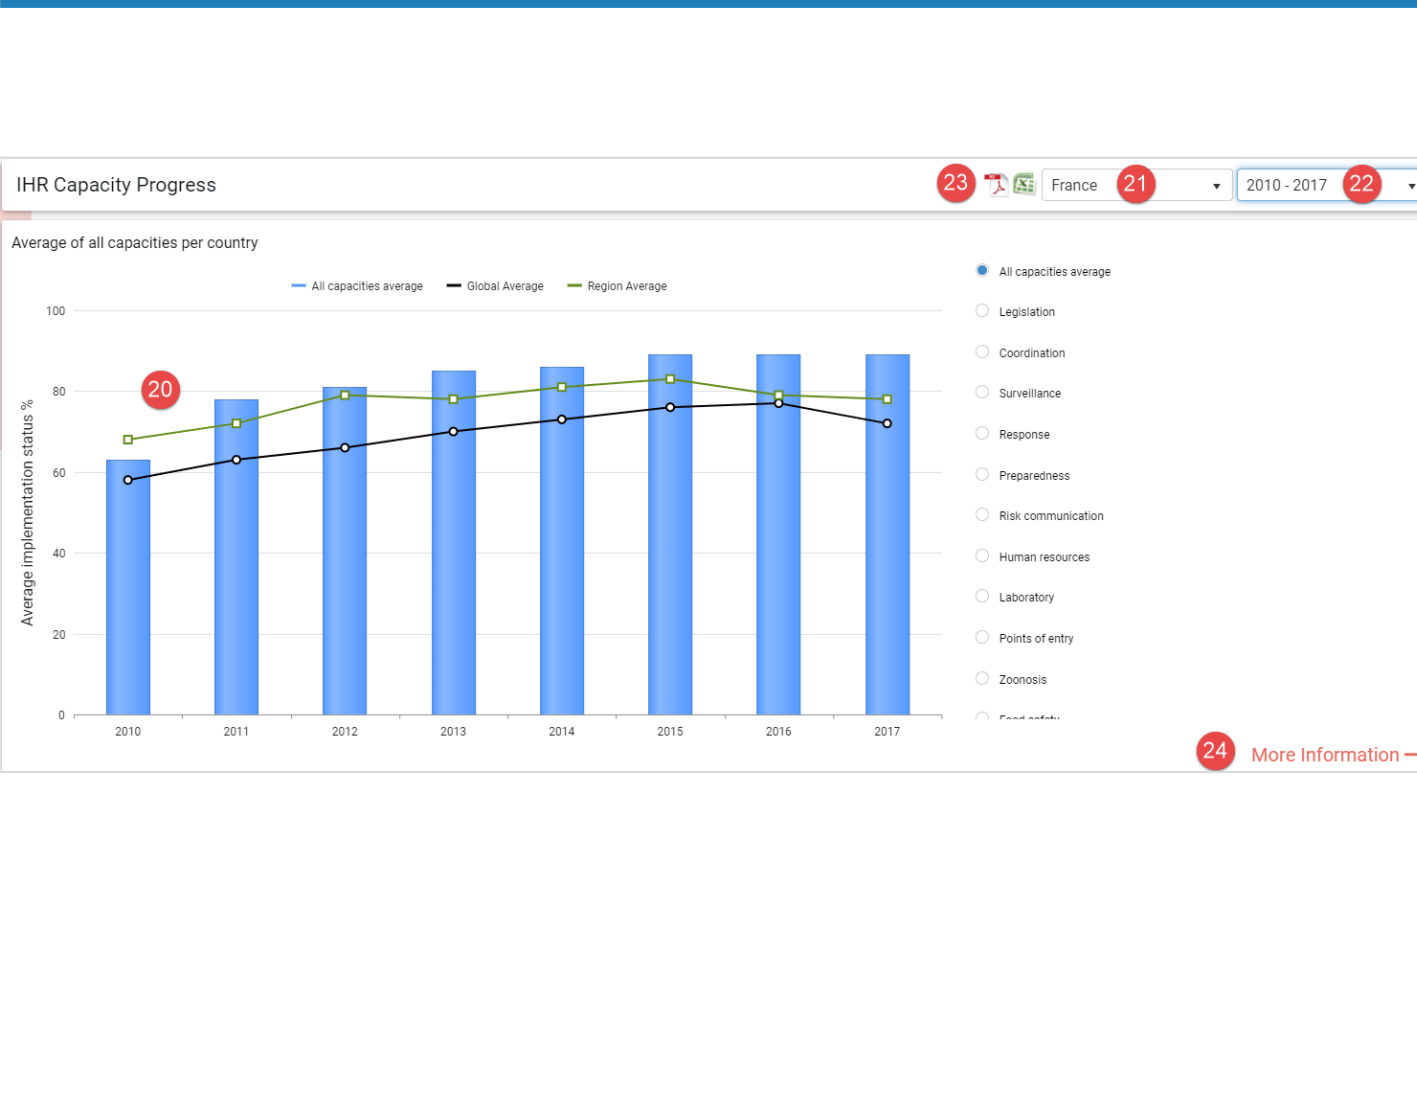 IHR Capacity Progress
23
France
21
2010 - 2017
22
Average of all capacities per country
All capacities average
Global Average
Region Average
100
80
60
40
20
0
Average implementation status %
20
2010
2011
2012
2013
2014
2015
2016
2017
All capacities average
Legislation
Coordination
Surveillance
Response
Preparedness
Risk communication
Human resources
Laboratory
Points of entry
Zoonosis
Food safety
24
More Information